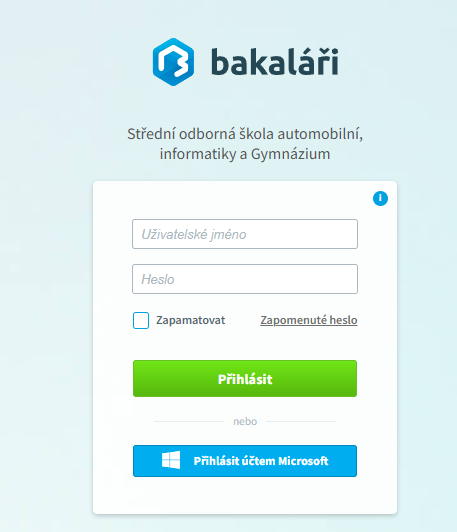 bakaláři
Střední odborná škola automobilní,
informatiky a Gymnázium
i
Uživatelské jméno
Heslo
Zapamatovat Zapomenuté heslo
Přihlásit
nebo
Přihlásit účtem Microsoft